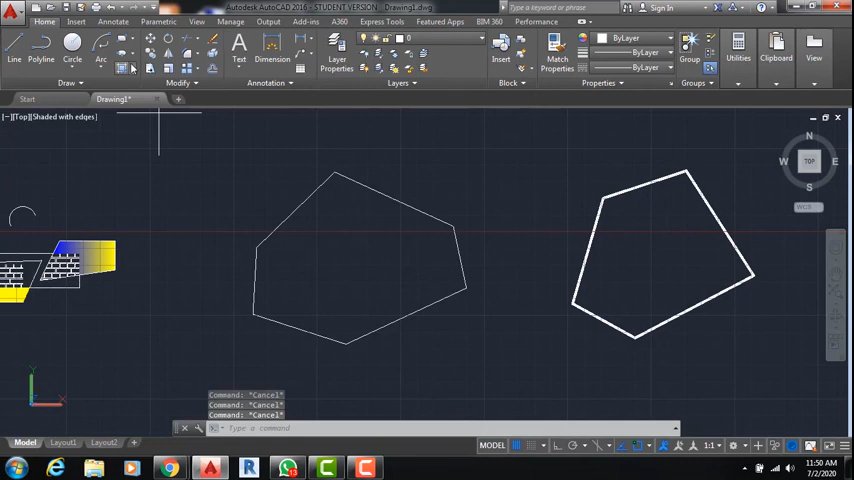 Autodesk AutoCAD 2016 - STUDENT VERSION Drawing1.dwg
Type a keyword or phrase
Sign In
Home Insert Annotate Parametric View Manage Output Add-ins A360 Express Tools Featured Apps BIM 360 Performance
Line Polyline Circle Arc
Text Dimension
Layer Properties
0
Insert
Match Properties
ByLayer
ByLayer
ByLayer
Group
Utilities
Clipboard
View
Draw Modify Annotation Layers Block Properties Groups
Start Drawing1*
[−][Top][Shaded with edges]
N
W TOP E
S
WCS
Y
X
Command: *Cancel*
Command: *Cancel*
Command: *Cancel*
Type a command
Model Layout1 Layout2 +
MODEL
1:1
13
11:50 AM
7/2/2020